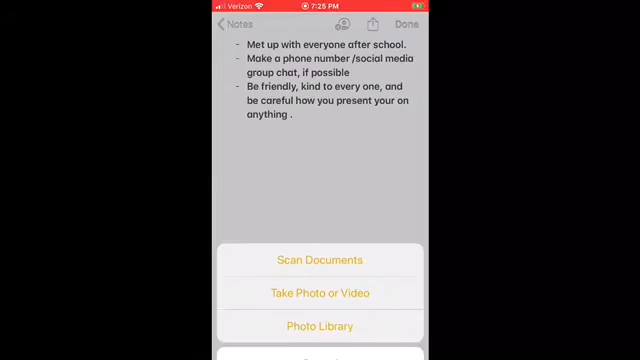 Verizon 7:25 PM
Notes Done
- Met up with everyone after school.
- Make a phone number /social media
group chat, if possible
- Be friendly, kind to every one, and
be careful how you present your on
anything .
Scan Documents
Take Photo or Video
Photo Library